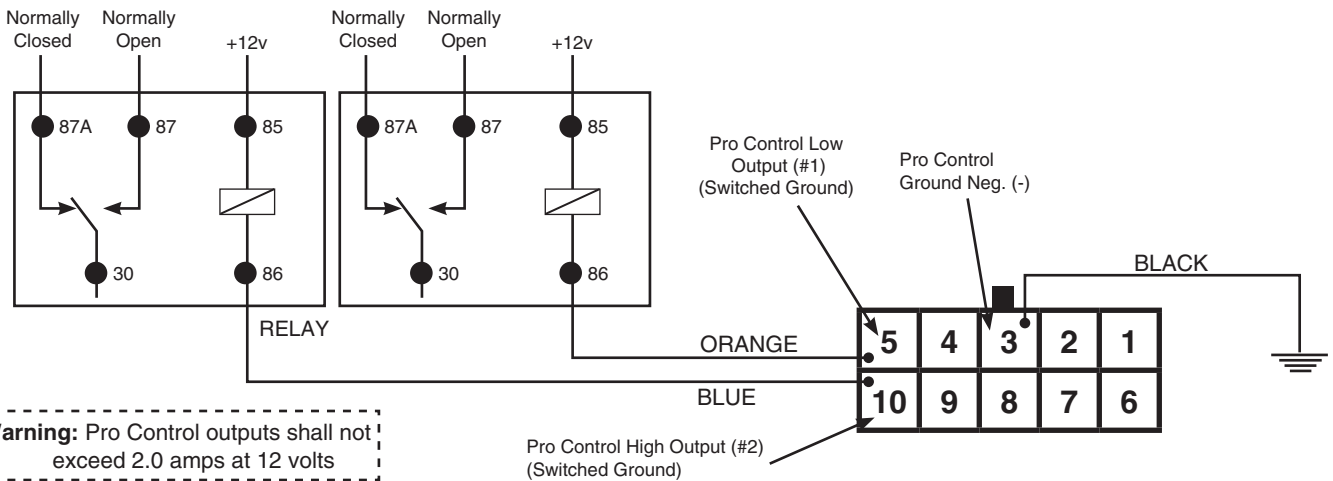 Normally Closed
Normally Open
+12v
Normally Closed
Normally Open
+12v
87A
87
85
87A
87
85
30
86
30
86
RELAY
Pro Control Low
Output (#1)
(Switched Ground)
Pro Control
Ground Neg. (-)
BLACK
ORANGE
BLUE
5 4 3 2 1
10 9 8 7 6
Pro Control High Output (#2)
(Switched Ground)
arning: Pro Control outputs shall not
exceed 2.0 amps at 12 volts